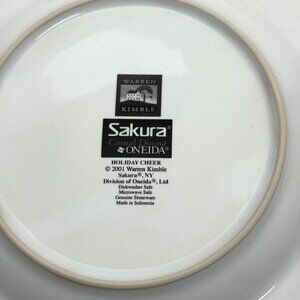 WARREN
KIMBLE
Sakura®
Casual Dining
by ONEIDA®
HOLIDAY CHEER
© 2001 Warren Kimble
Sakura®, NY
Division of Oneida®, Ltd
Dishwasher Safe
Microwave Safe
Genuine Stoneware
Made in Indonesia